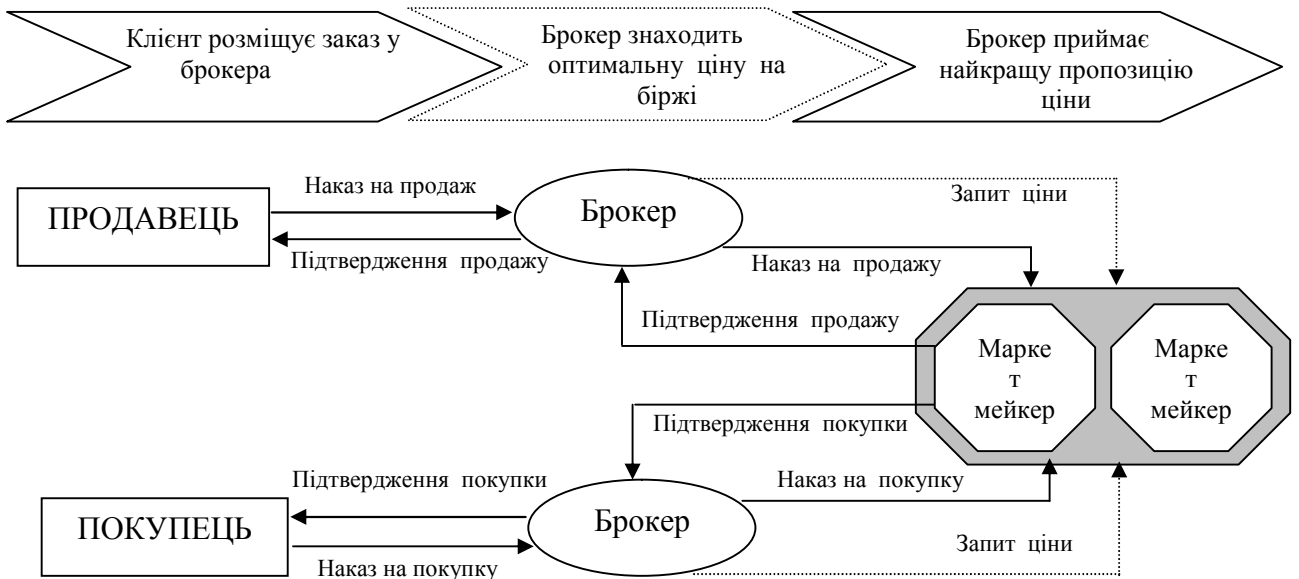 Клієнт розміщує заказ у
брокера
Брокер знаходить
оптимальну ціну на
біржі
Брокер приймає
найкращу пропозицію
ціни
Наказ на продаж
Запит ціни
ПРОДАВЕЦЬ
Брокер
Підтвердження продажу
Наказ на продажу
Підтвердження продажу
Марке
т
мейкер
Марке
т
мейкер
Підтвердження покупки
Підтвердження покупки
Наказ на покупку
ПОКУПЕЦЬ
Брокер
Запит ціни
Наказ на покупку